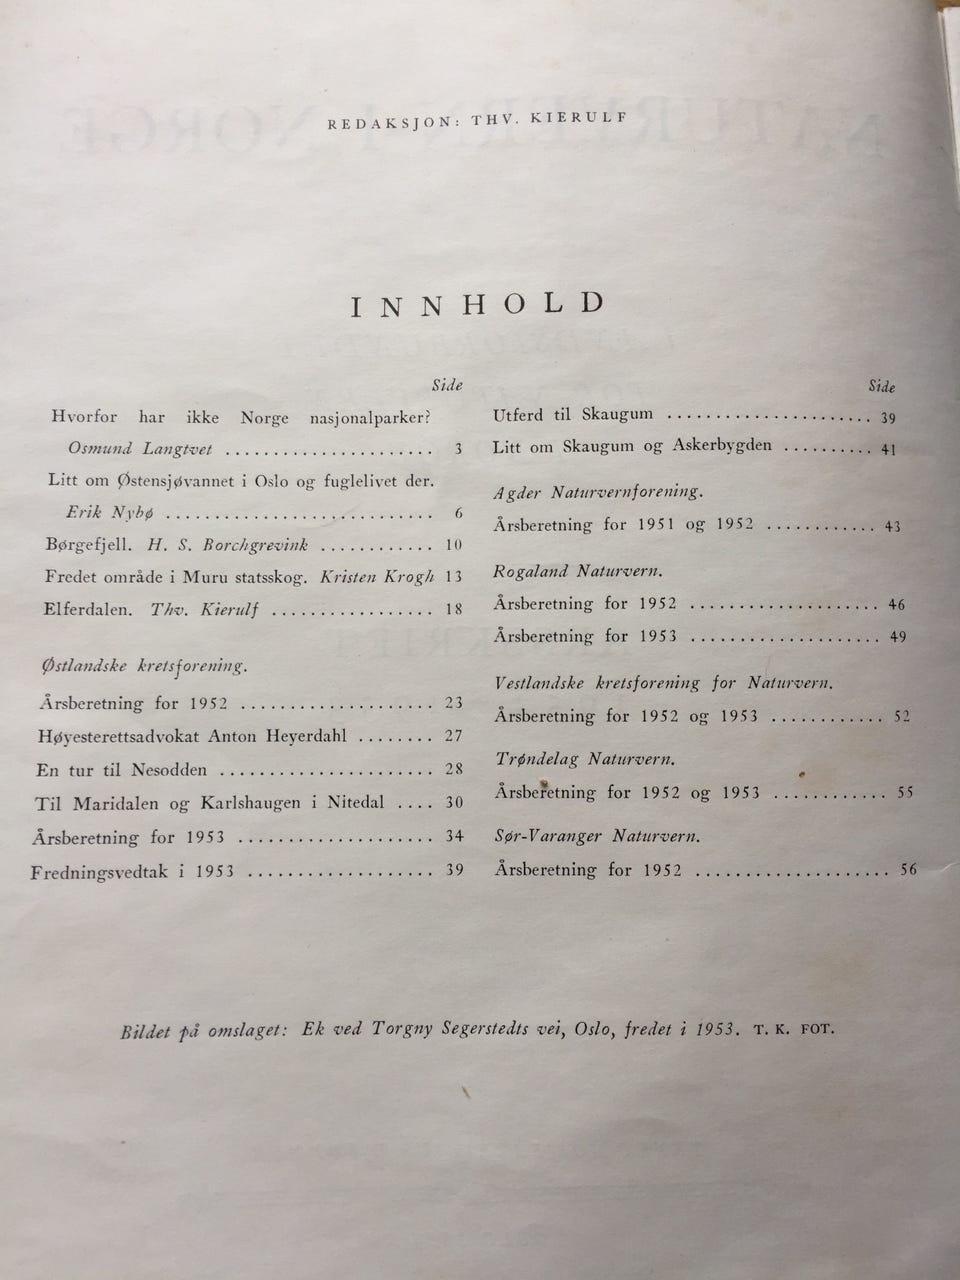 REDAKSJON: THV. KIERULF
INNHOLD
Side
Hvorfor har ikke Norge nasjonalparker?
Osmund Langtvet ...................... 3
Litt om Østensjøvannet i Oslo og fuglelivet der.
Erik Nybø ............................ 6
Børgefjell. H. S. Borchgrevink ............ 10
Fredet område i Muru statsskog. Kristen Krogh 13
Elferdalen. Thv. Kierulf ................. 18
Østlandske kretsforening.
Årsberetning for 1952 .................... 23
Høyesterettsadvokat Anton Heyerdahl ........ 27
En tur til Nesodden ....................... 28
Til Maridalen og Karlshaugen i Nitedal .... 30
Årsberetning for 1953 .................... 34
Fredningsvedtak i 1953 ................... 39
Side
Utferd til Skaugum ...................... 39
Litt om Skaugum og Askerbygden .......... 41
Agder Naturvernforening.
Årsberetning for 1951 og 1952 ............ 43
Rogaland Naturvern.
Årsberetning for 1952 .................... 46
Årsberetning for 1953 .................... 49
Vestlandske kretsforening for Naturvern.
Årsberetning for 1952 og 1953 ............ 52
Trøndelag Naturvern.
Årsberetning for 1952 og 1953 ............ 55
Sør-Varanger Naturvern.
Årsberetning for 1952 ..................... 56
Bildet på omslaget: Ek ved Torgny Segerstedts vei, Oslo, fredet i 1953. T. K. FOT.